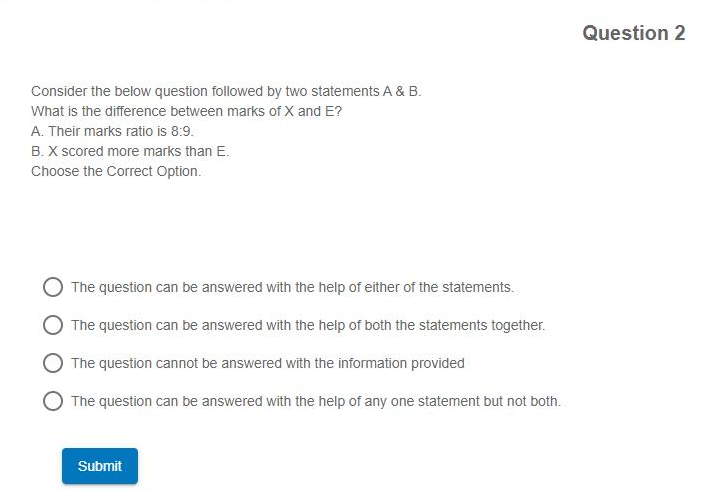 Question 2
Consider the below question followed by two statements A & B.
What is the difference between marks of X and E?
A. Their marks ratio is 8:9.
B. X scored more marks than E.
Choose the Correct Option.
The question can be answered with the help of either of the statements.
The question can be answered with the help of both the statements together.
The question cannot be answered with the information provided
The question can be answered with the help of any one statement but not both.
Submit